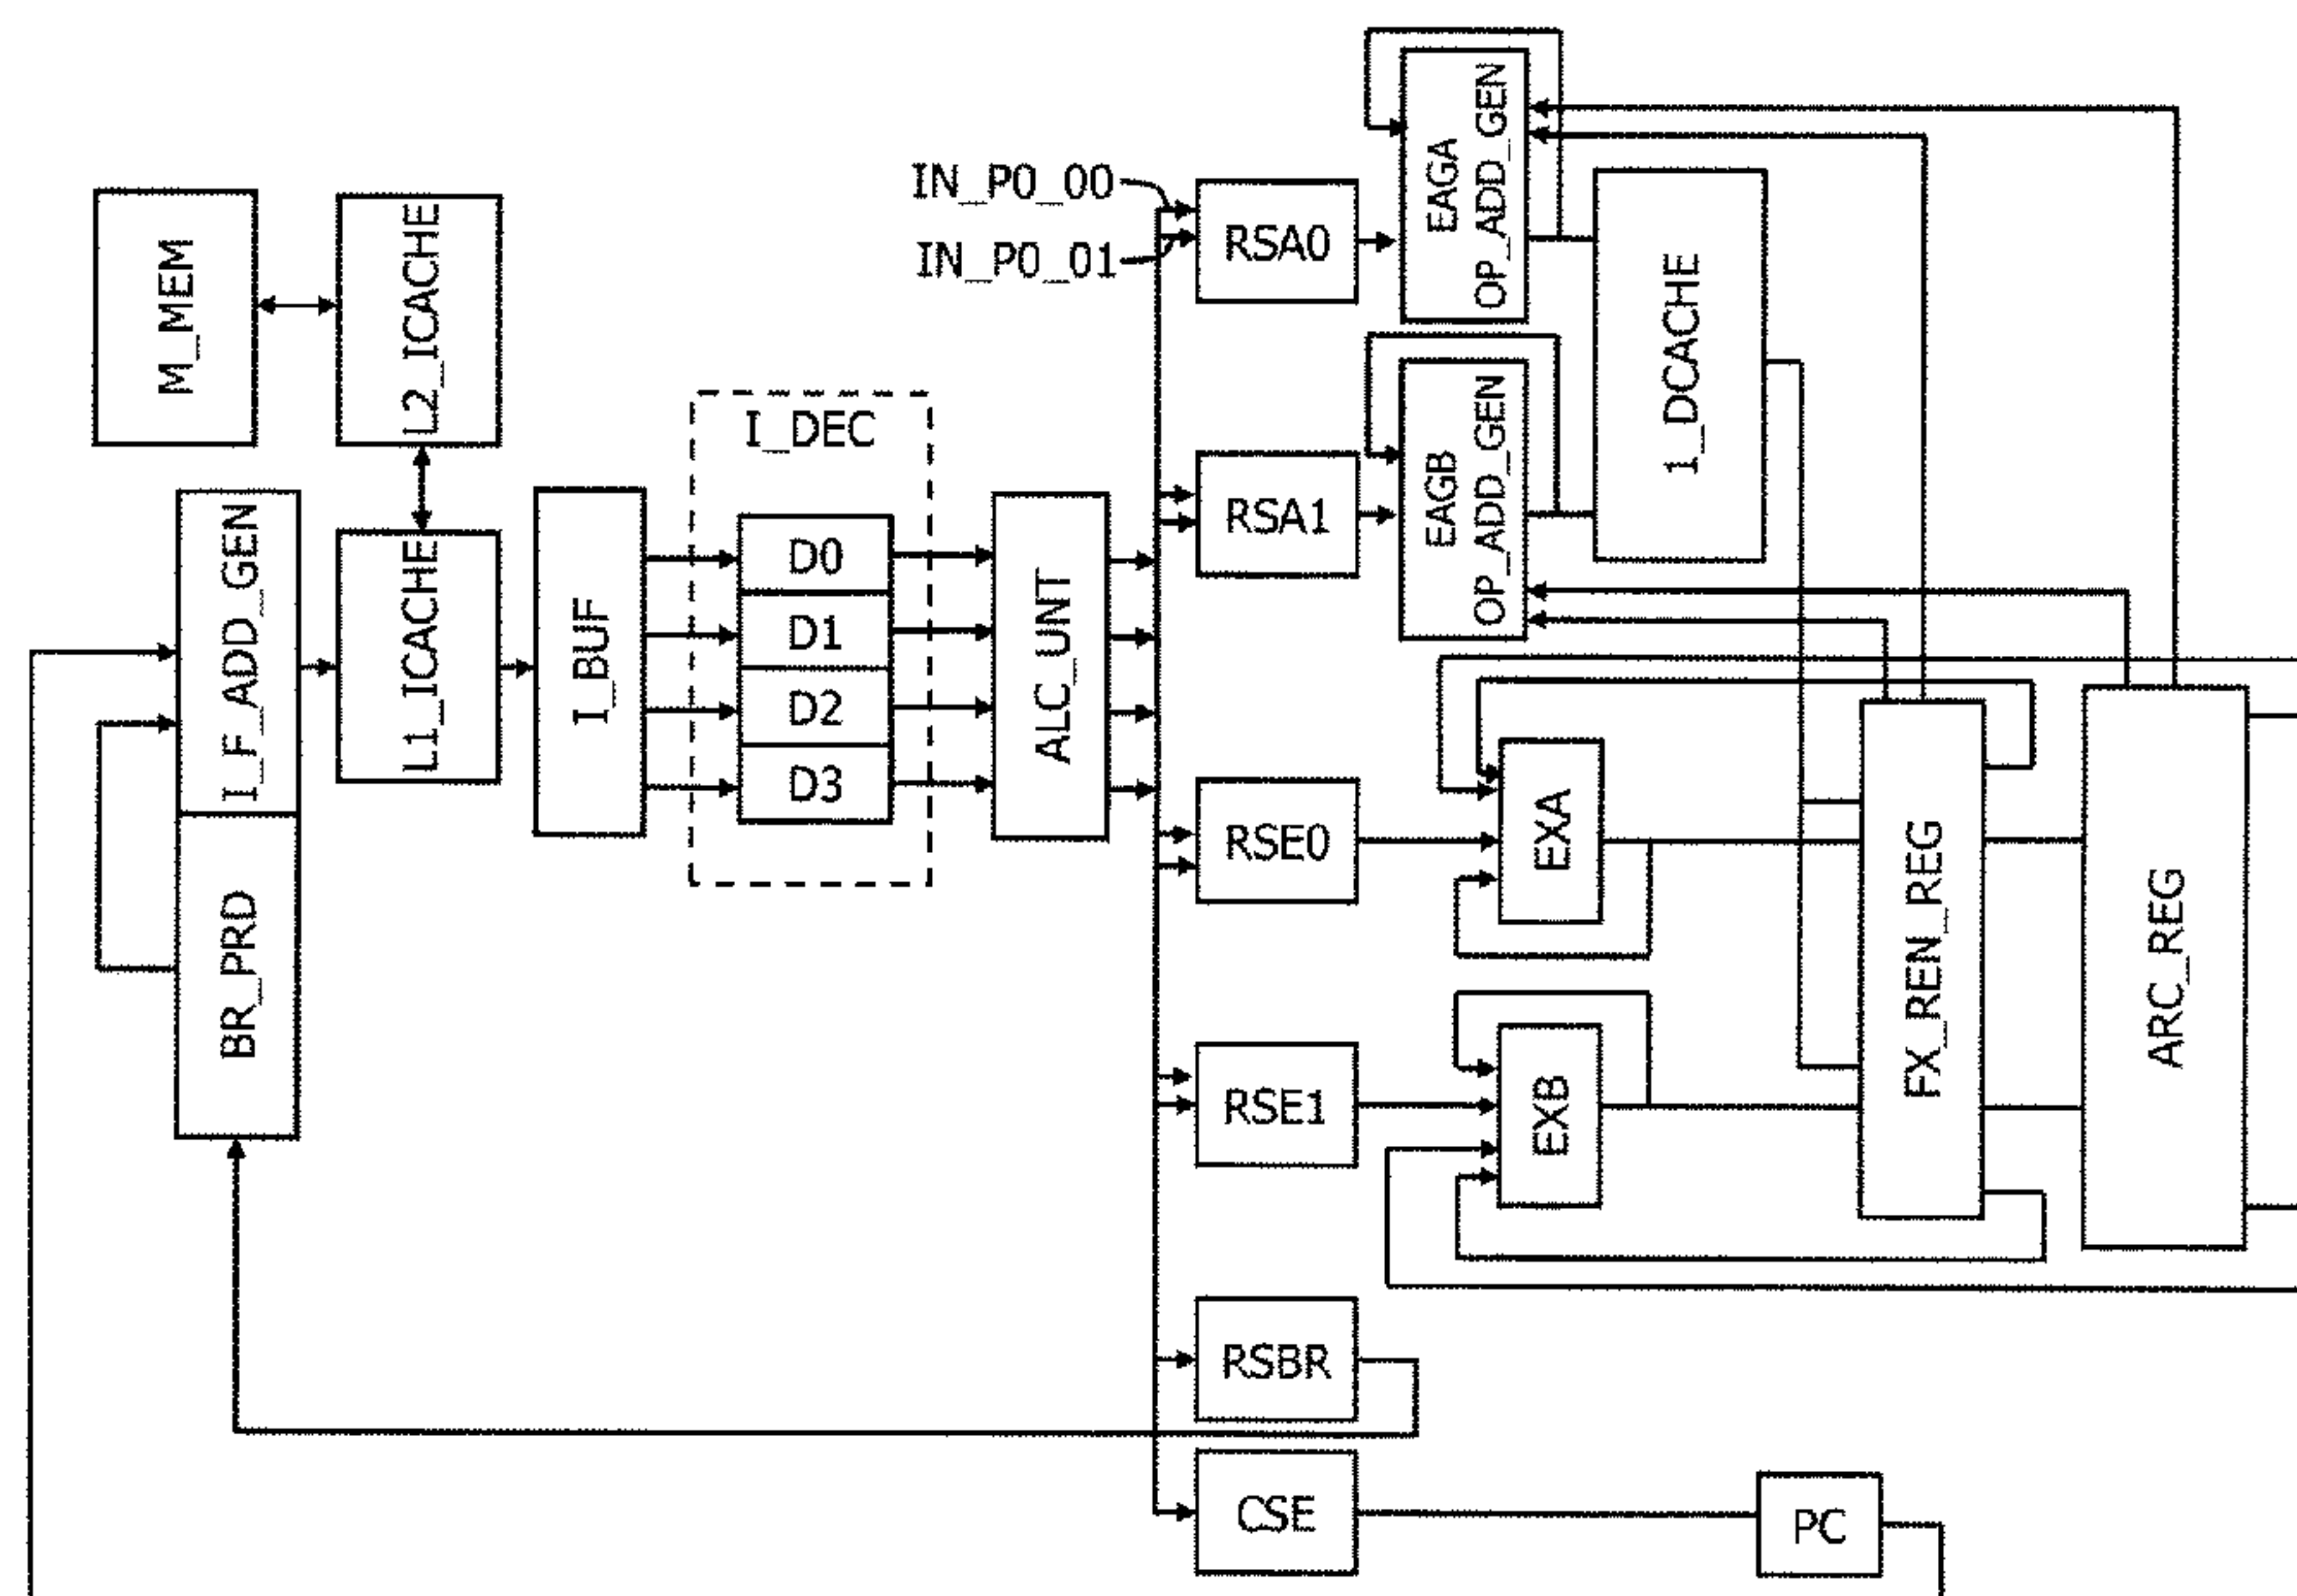 M_MEM
L2_ICACHE
I_F_ADD_GEN
BR_PRD
L1_ICACHE
I_BUF
I_DEC
D0
D1
D2
D3
ALC_UNT
IN_P0_00
IN_P0_01
RSA0
EAGA
OP_ADD_GEN
1_DCACHE
RSA1
EAGB
OP_ADD_GEN
RSE0
EXA
FX_REN_REG
ARC_REG
RSE1
EXB
RSBR
CSE
PC